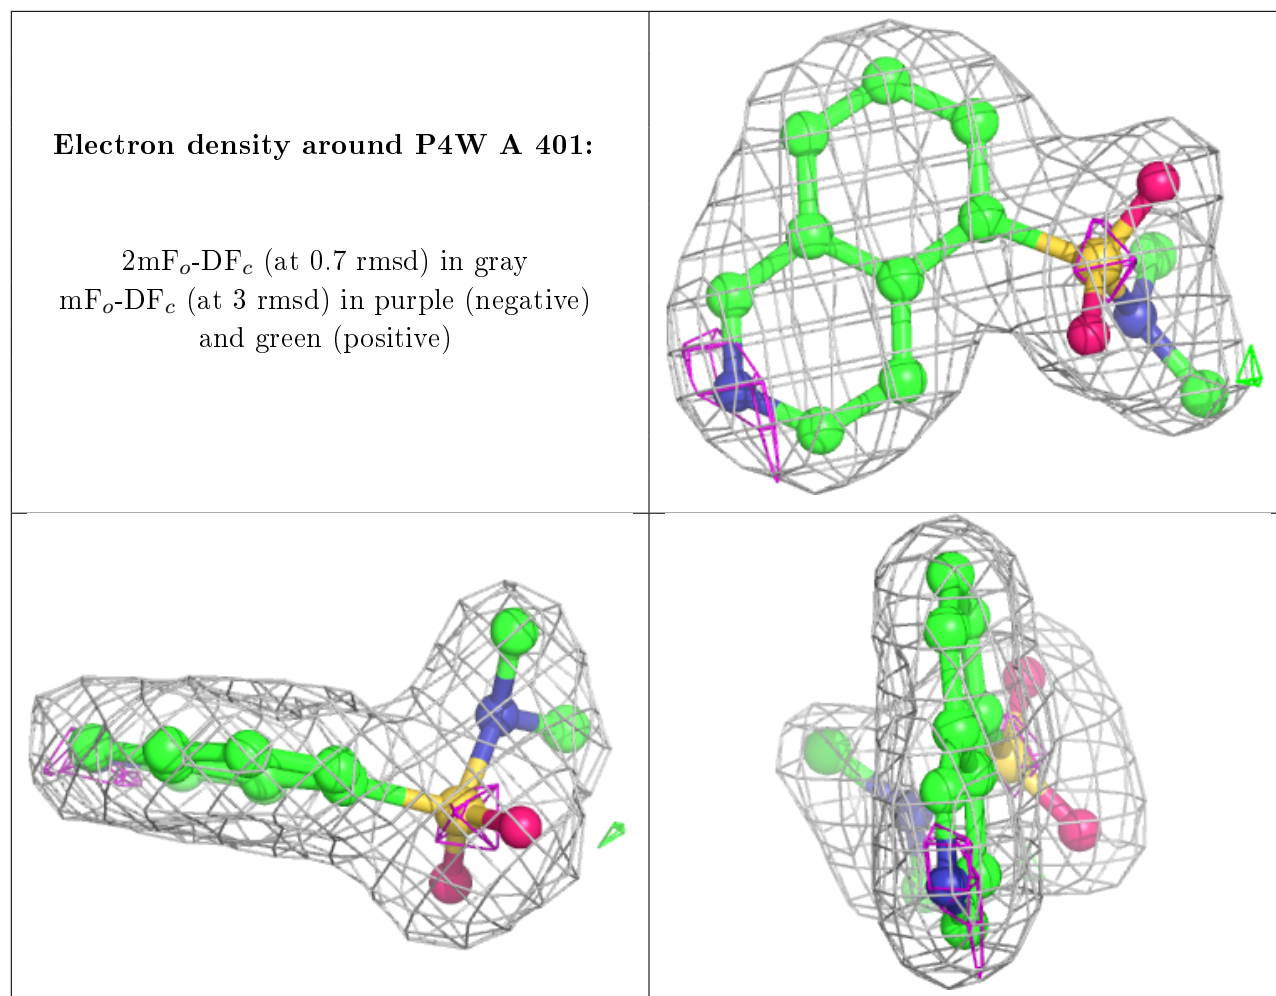 Electron density around P4W A 401:
2mFo-DFc (at 0.7 rmsd) in gray
mFo-DFc (at 3 rmsd) in purple (negative)
and green (positive)